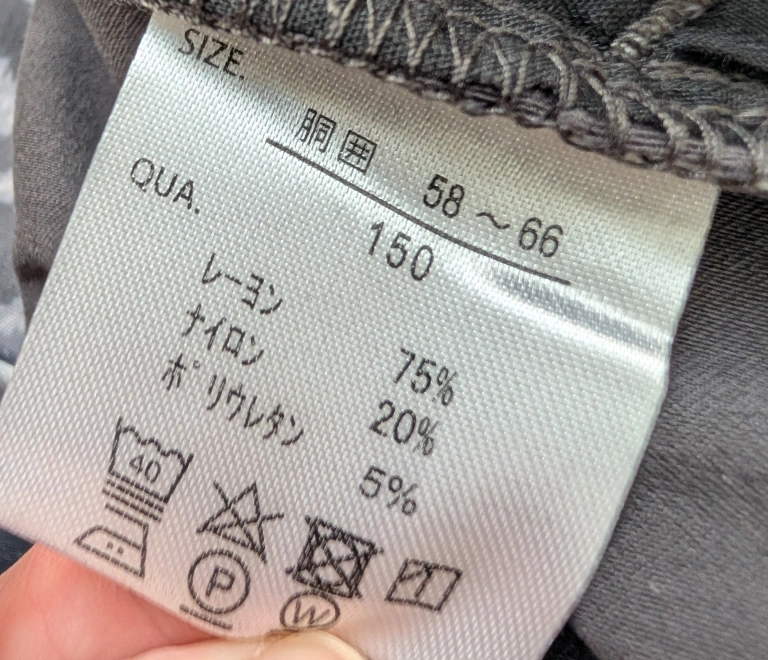 SIZE.
胴囲 58～66
150
QUA.
レーヨン 75%
ナイロン 20%
ポリウレタン 5%
40
P
W